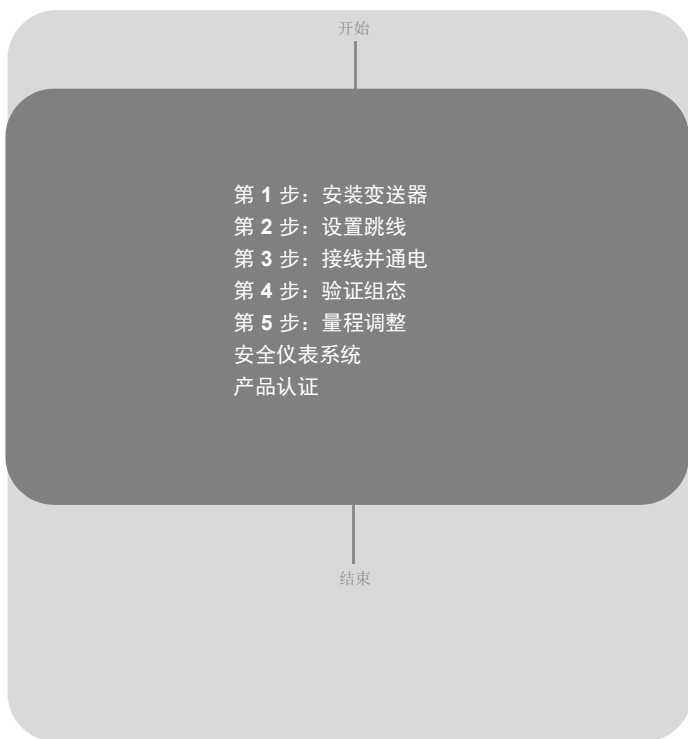 开始
第 1 步：安装变送器
第 2 步：设置跳线
第 3 步：接线并通电
第 4 步：验证组态
第 5 步：量程调整
安全仪表系统
产品认证
结束